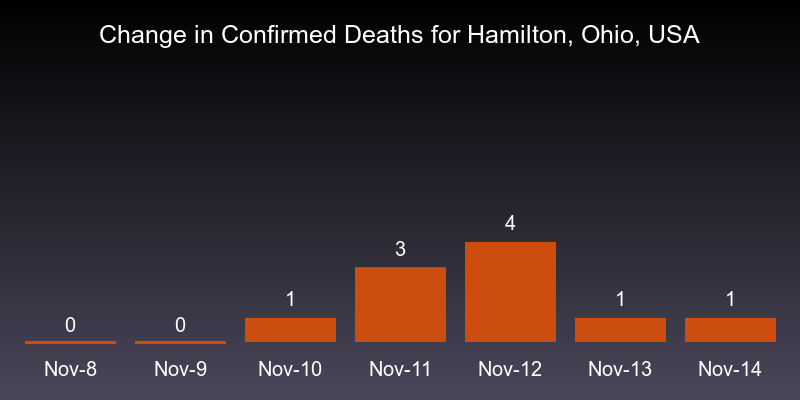 Change in Confirmed Deaths for Hamilton, Ohio, USA
4
3
1 1 1
0 0
Nov-8 Nov-9 Nov-10 Nov-11 Nov-12 Nov-13 Nov-14